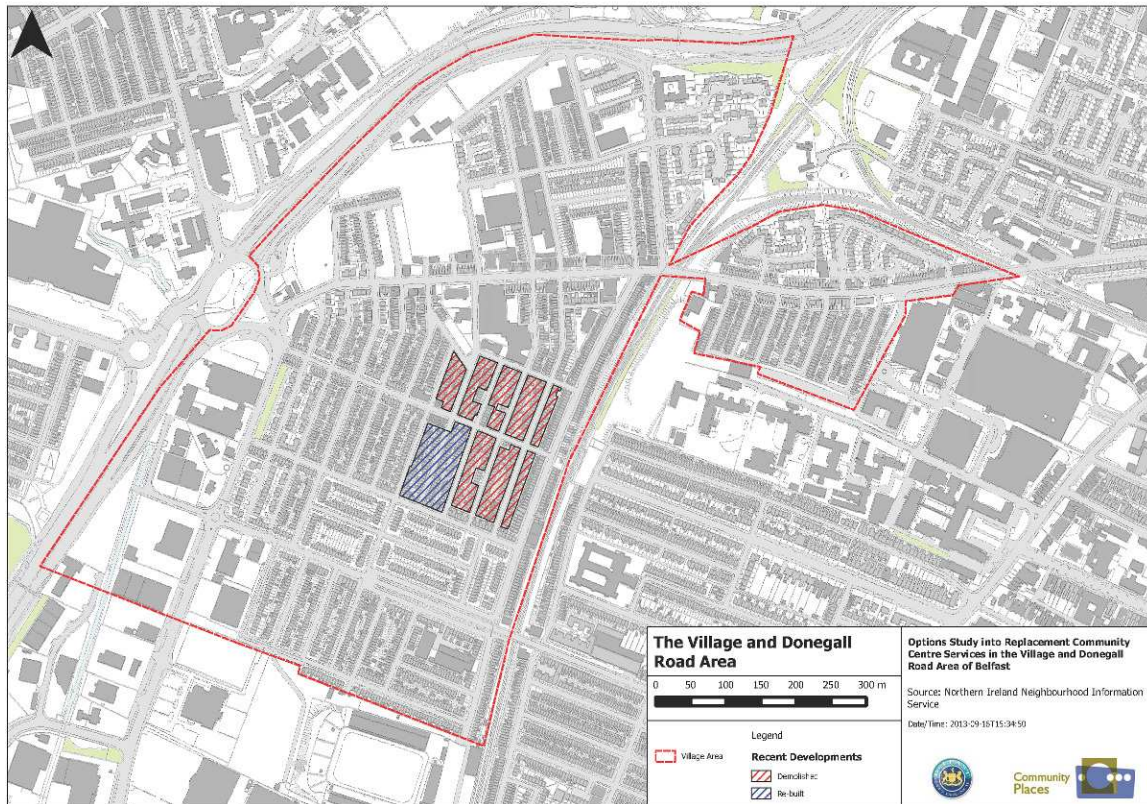 The Village and Donegall
Road Area
0 50 100 150 200 250 300 m
Legend
Village Area
Recent Developments
Demolished
Re-built
Options Study into Replacement Community
Centre Services in the Village and Donegall
Road Area of Belfast
Source: Northern Ireland Neighbourhood Information
Service
Date/Time: 2013-09-16T15:34:50
Community
Places